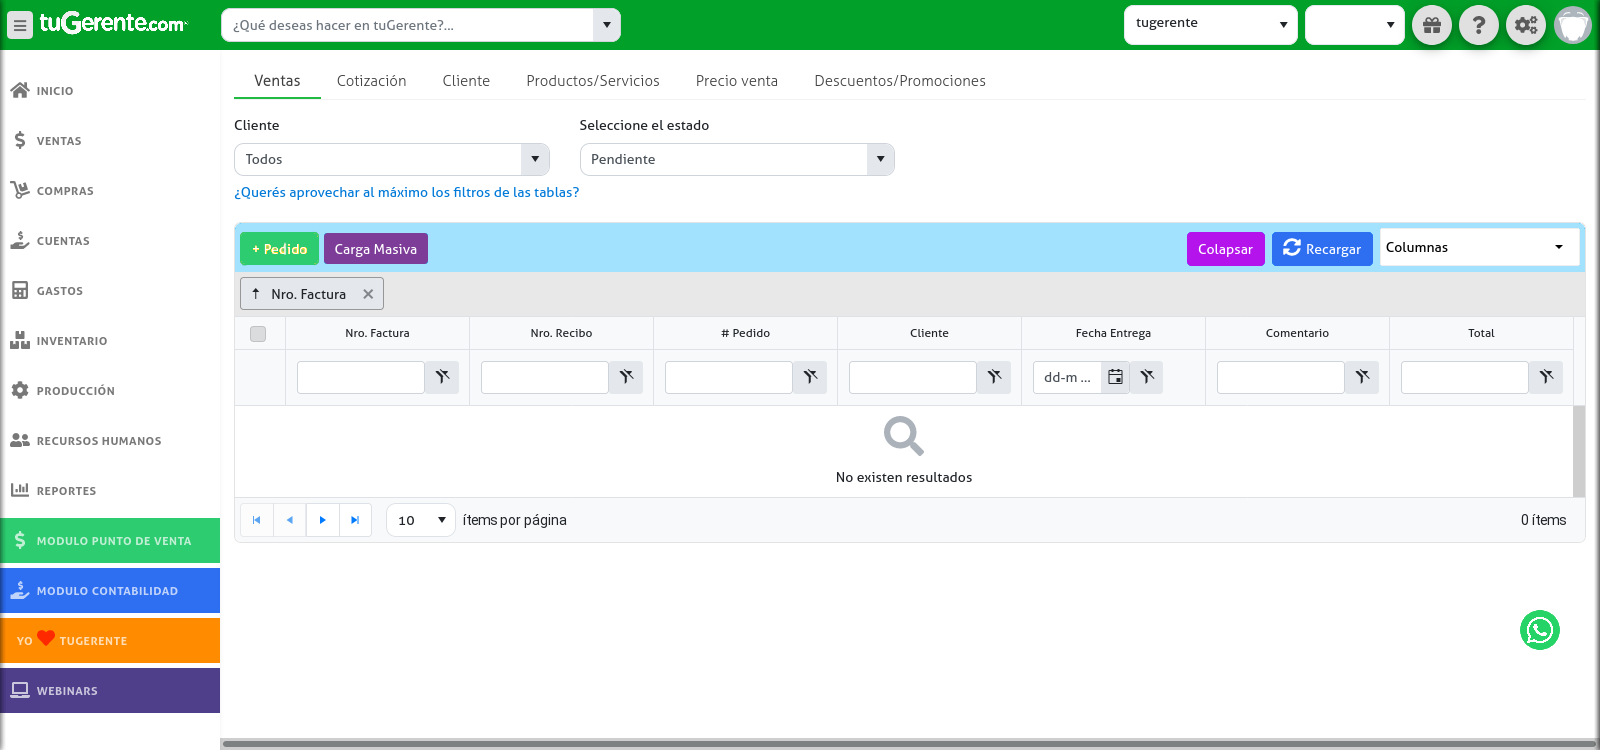 tuGerente.com
¿Qué deseas hacer en tuGerente?...
tugerente
INICIO
VENTAS
COMPRAS
CUENTAS
GASTOS
INVENTARIO
PRODUCCIÓN
RECURSOS HUMANOS
REPORTES
MODULO PUNTO DE VENTA
MODULO CONTABILIDAD
YO TUGERENTE
WEBINARS
Ventas Cotización Cliente Productos/Servicios Precio venta Descuentos/Promociones
Cliente Seleccione el estado
Todos Pendiente
¿Querés aprovechar al máximo los filtros de las tablas?
+ Pedido Carga Masiva Colapsar Recargar Columnas
Nro. Factura
Nro. Factura Nro. Recibo # Pedido Cliente Fecha Entrega Comentario Total
dd-m ...
No existen resultados
10 ítems por página 0 ítems